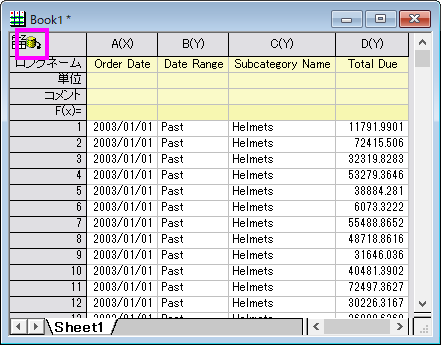 Book1 *
A(X) B(Y) C(Y) D(Y)
ロングネーム Order Date Date Range Subcategory Name Total Due
単位
コメント
F(x)=
1 2003/01/01 Past Helmets 11791.9901
2 2003/01/01 Past Helmets 72415.506
3 2003/01/01 Past Helmets 32319.8283
4 2003/01/01 Past Helmets 53279.3646
5 2003/01/01 Past Helmets 38884.281
6 2003/01/01 Past Helmets 6073.3222
7 2003/01/01 Past Helmets 55488.8652
8 2003/01/01 Past Helmets 48718.8616
9 2003/01/01 Past Helmets 31646.036
10 2003/01/01 Past Helmets 40481.3902
11 2003/01/01 Past Helmets 72497.3627
12 2003/01/01 Past Helmets 30226.3167
Sheet1